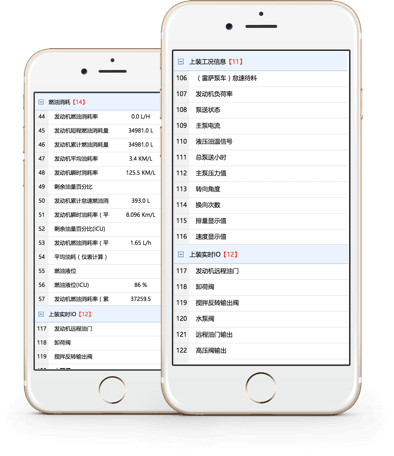 燃油消耗【14】
44 发动机燃油消耗率 0.0 L/H
45 发动机短程燃油消耗量 34981.0 L
46 发动机累计燃油消耗量 34981.0 L
47 发动机平均油耗率 3.4 KM/L
48 发动机瞬时消耗率 125.5 KM/L
49 剩余油量百分比
50 发动机累计怠速燃油消 393.0 L
51 发动机瞬时油耗率（平 8.096 Km/L
52 剩余油量百分比(ICU)
53 发动机燃油消耗率（平 1.65 L/h
54 平均油耗（仪表计算）
55 燃油液位
56 燃油液位(ICU) 86 %
57 发动机燃油消耗率（累 37259.5
上装实时IO【12】
117 发动机远程油门
118 卸荷阀
119 搅拌反转输出阀
上装工况信息【11】
106 （雷萨泵车）怠速待料
107 发动机负荷率
108 泵送状态
109 主泵电流
110 液压油温信号
111 总泵送小时
112 主泵压力值
113 转向角度
114 换向次数
115 排量显示值
116 速度显示值
上装实时IO【12】
117 发动机远程油门
118 卸荷阀
119 搅拌反转输出阀
120 水泵阀
121 远程油门输出
122 高压阀输出